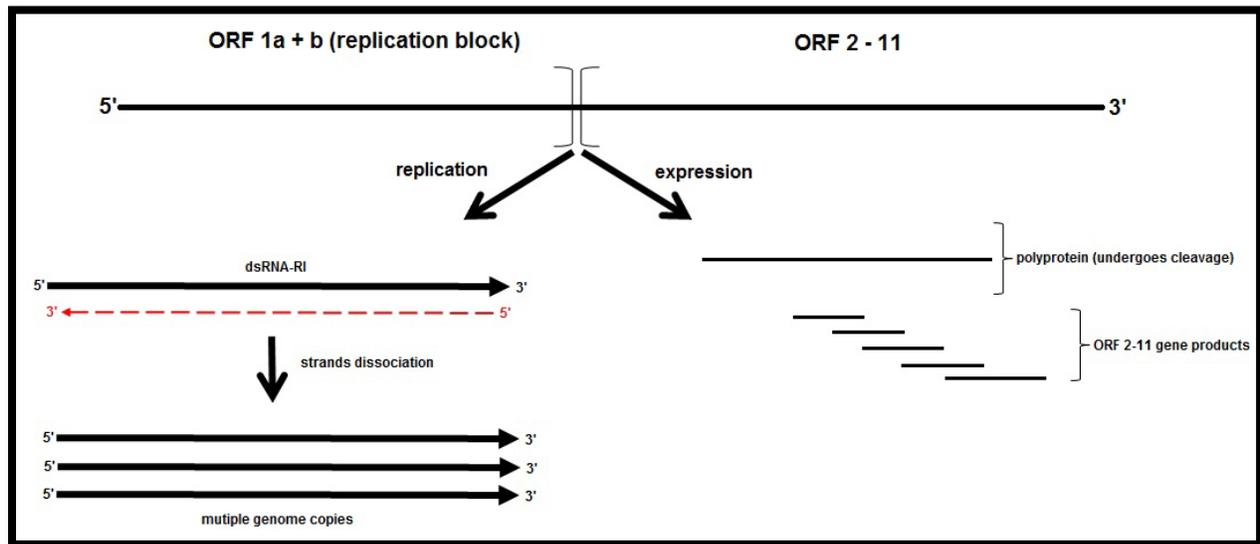 ORF 1a + b (replication block)
ORF 2 - 11
5' 3'
replication
expression
dsRNA-RI
5' 3'
3' 5'
strands dissociation
5' 3'
5' 3'
5' 3'
mutiple genome copies
polyprotein (undergoes cleavage)
ORF 2-11 gene products